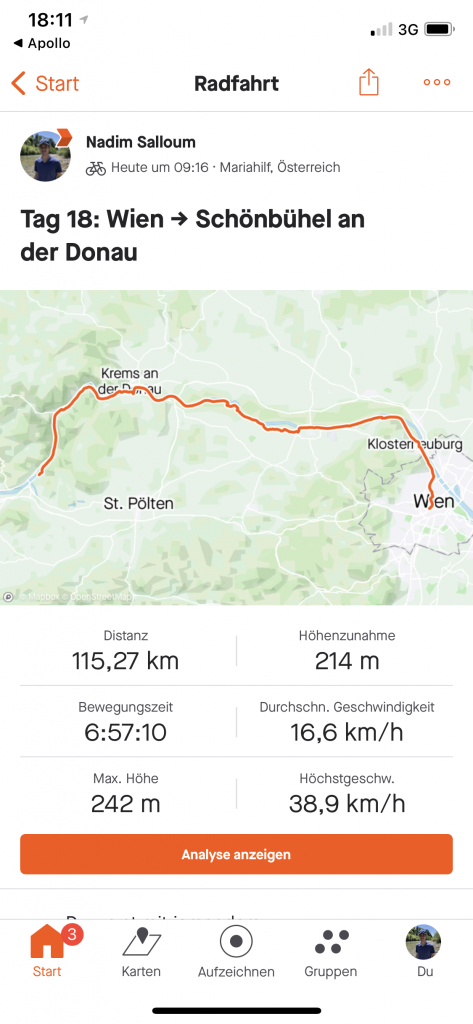 18:11
3G
◀ Apollo
Start
Radfahrt
Nadim Salloum
Heute um 09:16 · Mariahilf, Österreich
Tag 18: Wien → Schönbühel an
der Donau
Krems an
der Donau
Klosterneuburg
St. Pölten
Wien
© Mapbox © OpenStreetMap
Distanz
115,27 km
Höhenzunahme
214 m
Bewegungszeit
6:57:10
Durchschn. Geschwindigkeit
16,6 km/h
Max. Höhe
242 m
Höchstgeschw.
38,9 km/h
Analyse anzeigen
3
Start
Karten
Aufzeichnen
Gruppen
Du